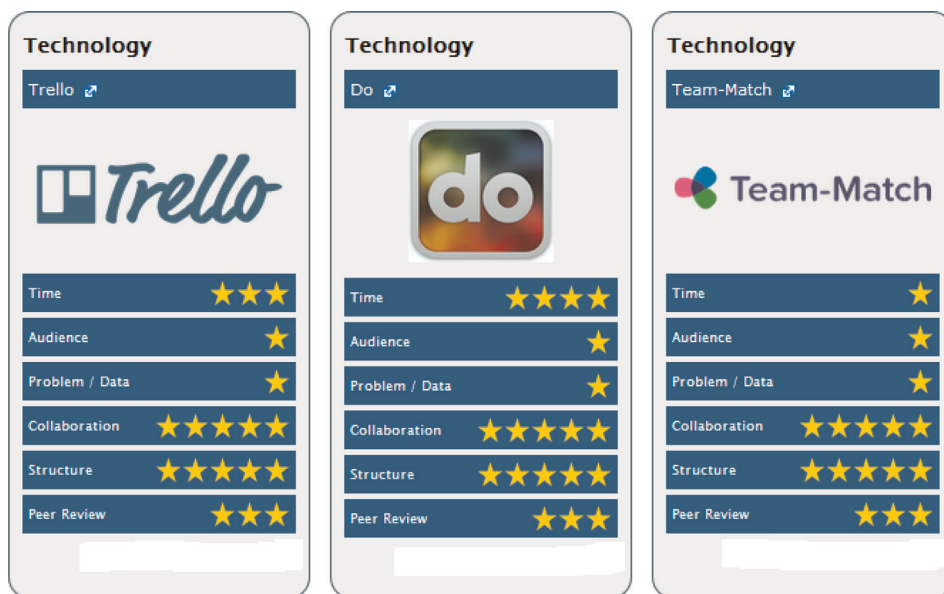 Technology
Trello
Trello
Time
Audience
Problem / Data
Collaboration
Structure
Peer Review
Technology
Do
do
Time
Audience
Problem / Data
Collaboration
Structure
Peer Review
Technology
Team-Match
Team-Match
Time
Audience
Problem / Data
Collaboration
Structure
Peer Review